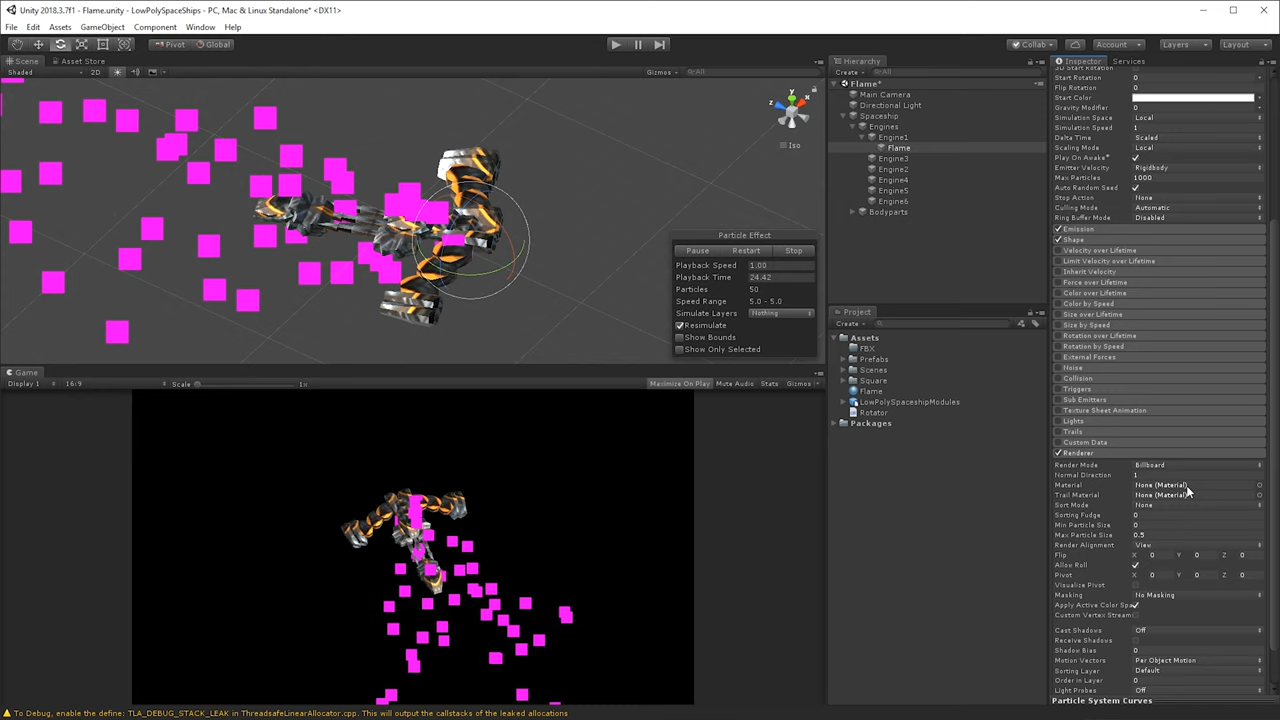 Unity 2018.3.7f1 - Flame.unity - LowPolySpaceShips - PC, Mac & Linux Standalone* <DX11>
File Edit Assets GameObject Component Window Help
Pivot Global Collab Account Layers Layout
Scene Asset Store
Shaded 2D Gizmos All
y
x
z
Iso
Particle Effect
Pause Restart Stop
Playback Speed 1.00
Playback Time 24.42
Particles 50
Speed Range 5.0 - 5.0
Simulate Layers Nothing
Resimulate
Show Bounds
Show Only Selected
Game
Display 1 16:9 Scale 1x Maximize On Play Mute Audio Stats Gizmos
Hierarchy
Create All
Flame*
Main Camera
Directional Light
Spaceship
Engines
Engine1
Flame
Engine3
Engine2
Engine4
Engine5
Engine6
Bodyparts
Project
Create
Assets
FBX
Prefabs
Scenes
Square
Flame
LowPolySpaceshipModules
Rotator
Packages
Inspector Services
3D Start Rotation
Start Rotation 0
Flip Rotation 0
Start Color
Gravity Modifier 0
Simulation Space Local
Simulation Speed 1
Delta Time Scaled
Scaling Mode Local
Play On Awake*
Emitter Velocity Rigidbody
Max Particles 1000
Auto Random Seed
Stop Action None
Culling Mode Automatic
Ring Buffer Mode Disabled
Emission
Shape
Velocity over Lifetime
Limit Velocity over Lifetime
Inherit Velocity
Force over Lifetime
Color over Lifetime
Color by Speed
Size over Lifetime
Size by Speed
Rotation over Lifetime
Rotation by Speed
External Forces
Noise
Collision
Triggers
Sub Emitters
Texture Sheet Animation
Lights
Trails
Custom Data
Renderer
Render Mode Billboard
Normal Direction 1
Material None (Material)
Trail Material None (Material)
Sort Mode None
Sorting Fudge 0
Min Particle Size 0
Max Particle Size 0.5
Render Alignment View
Flip X 0 Y 0 Z 0
Allow Roll
Pivot X 0 Y 0 Z 0
Visualize Pivot
Masking No Masking
Apply Active Color Spa
Custom Vertex Stream
Cast Shadows Off
Receive Shadows
Shadow Bias 0
Motion Vectors Per Object Motion
Sorting Layer Default
Order in Layer 0
Light Probes Off
Particle System Curves
To Debug, enable the define: TLA_DEBUG_STACK_LEAK in ThreadsafeLinearAllocator.cpp. This will output the callstacks of the leaked allocations